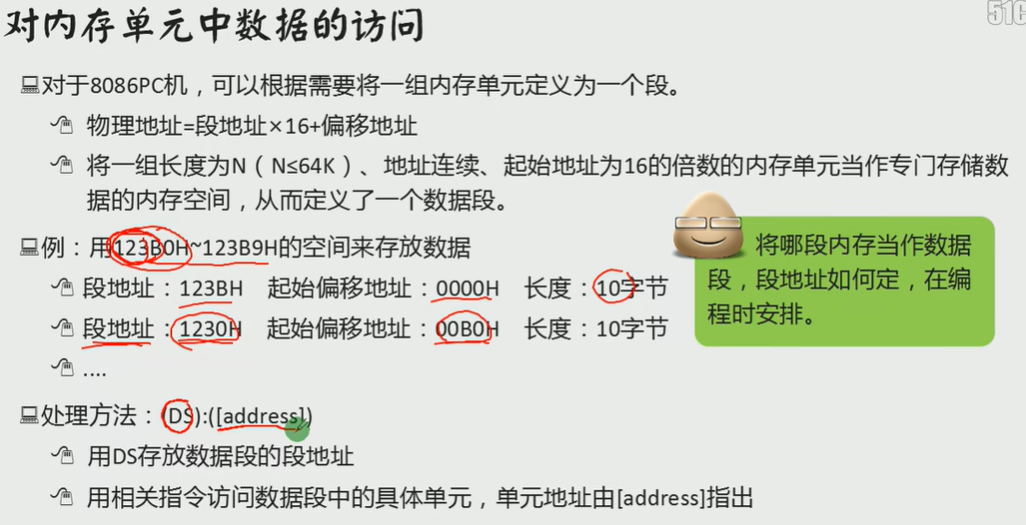 对内存单元中数据的访问
对于8086PC机，可以根据需要将一组内存单元定义为一个段。
物理地址=段地址×16+偏移地址
将一组长度为N（N≤64K）、地址连续、起始地址为16的倍数的内存单元当作专门存储数
据的内存空间，从而定义了一个数据段。
例：用123B0H~123B9H的空间来存放数据
段地址：123BH 起始偏移地址：0000H 长度：10字节
段地址：1230H 起始偏移地址：00B0H 长度：10字节
....
将哪段内存当作数据
段，段地址如何定，在编
程时安排。
处理方法：(DS):([address])
用DS存放数据段的段地址
用相关指令访问数据段中的具体单元，单元地址由[address]指出